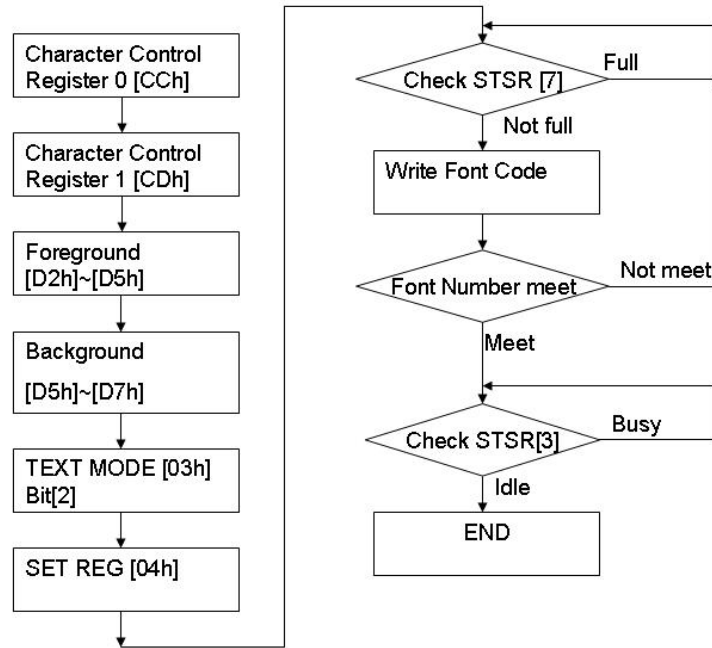 Character Control
Register 0 [CCh]
Character Control
Register 1 [CDh]
Foreground
[D2h]~[D5h]
Background
[D5h]~[D7h]
TEXT MODE [03h]
Bit[2]
SET REG [04h]
Check STSR [7]
Full
Not full
Write Font Code
Font Number meet
Not meet
Meet
Check STSR[3]
Busy
Idle
END